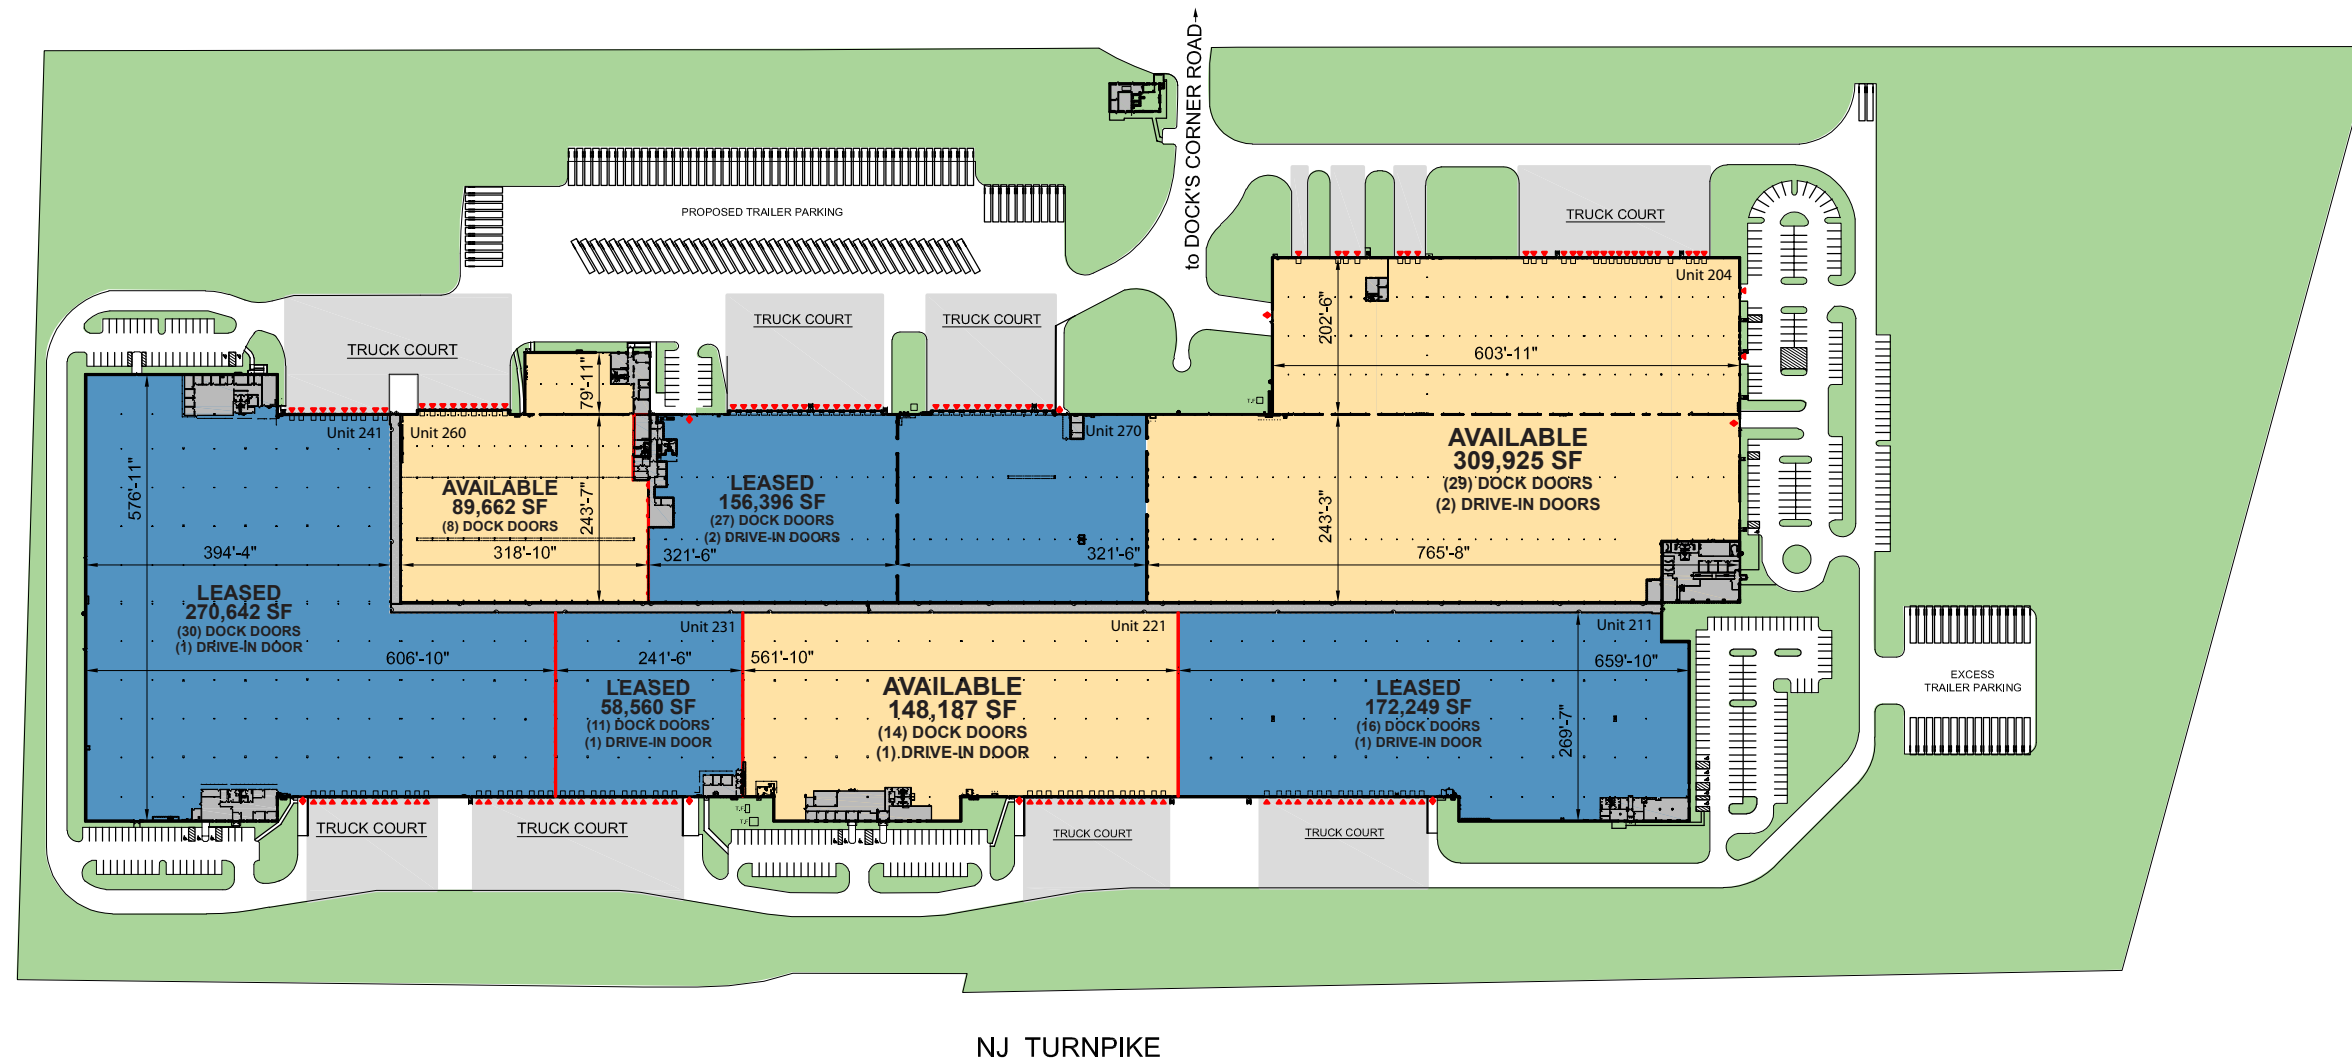 to DOCK'S CORNER ROAD
PROPOSED TRAILER PARKING
TRUCK COURT
TRUCK COURT
TRUCK COURT
TRUCK COURT
Unit 204
202'-6"
603'-11"
79'-11"
Unit 241
Unit 260
Unit 270
576'-11"
394'-4"
AVAILABLE
89,662 SF
(8) DOCK DOORS
243'-7"
318'-10"
LEASED
156,396 SF
(27) DOCK DOORS
(2) DRIVE-IN DOORS
321'-6"
321'-6"
AVAILABLE
309,925 SF
(29) DOCK DOORS
(2) DRIVE-IN DOORS
243'-3"
765'-8"
LEASED
270,642 SF
(30) DOCK DOORS
(1) DRIVE-IN DOOR
606'-10"
Unit 231
241'-6"
LEASED
58,560 SF
(11) DOCK DOORS
(1) DRIVE-IN DOOR
Unit 221
561'-10"
AVAILABLE
148,187 SF
(14) DOCK DOORS
(1) DRIVE-IN DOOR
Unit 211
659'-10"
LEASED
172,249 SF
(16) DOCK DOORS
(1) DRIVE-IN DOOR
269'-7"
EXCESS
TRAILER PARKING
TRUCK COURT
TRUCK COURT
TRUCK COURT
TRUCK COURT
NJ TURNPIKE